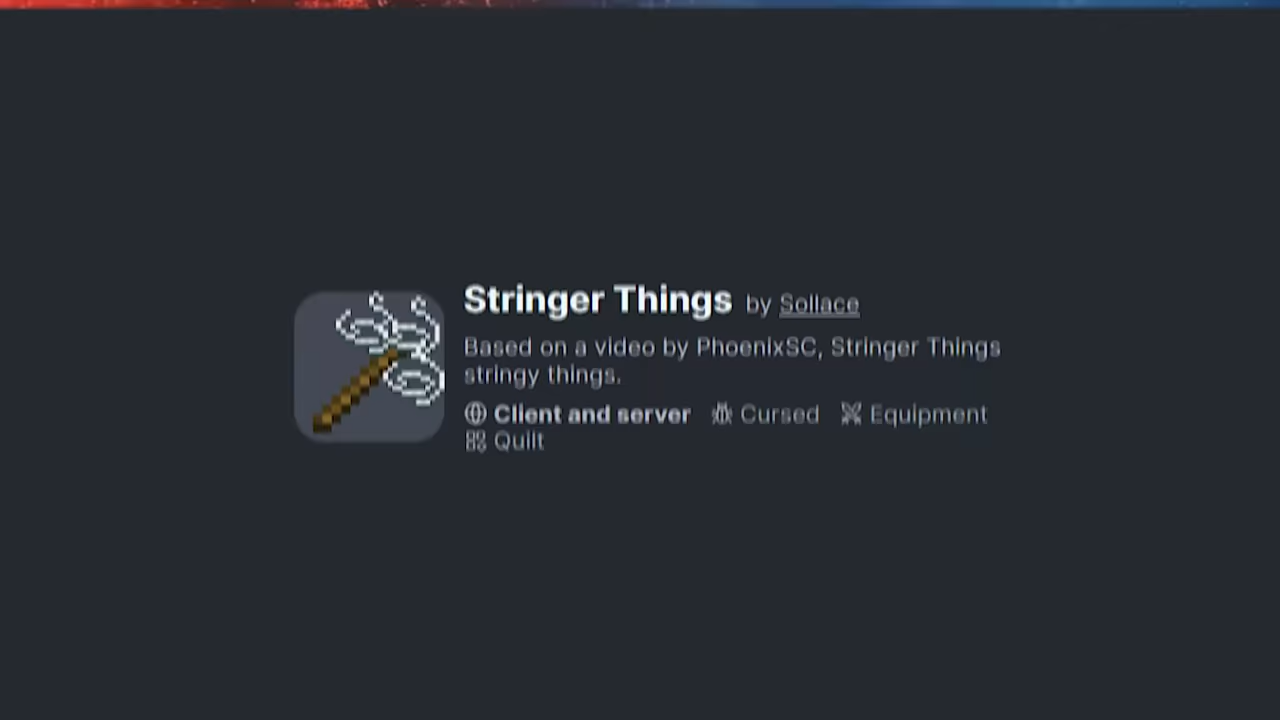 Stringer Things by Sollace
Based on a video by PhoenixSC, Stringer Things
stringy things.
Client and server Cursed Equipment
Quilt